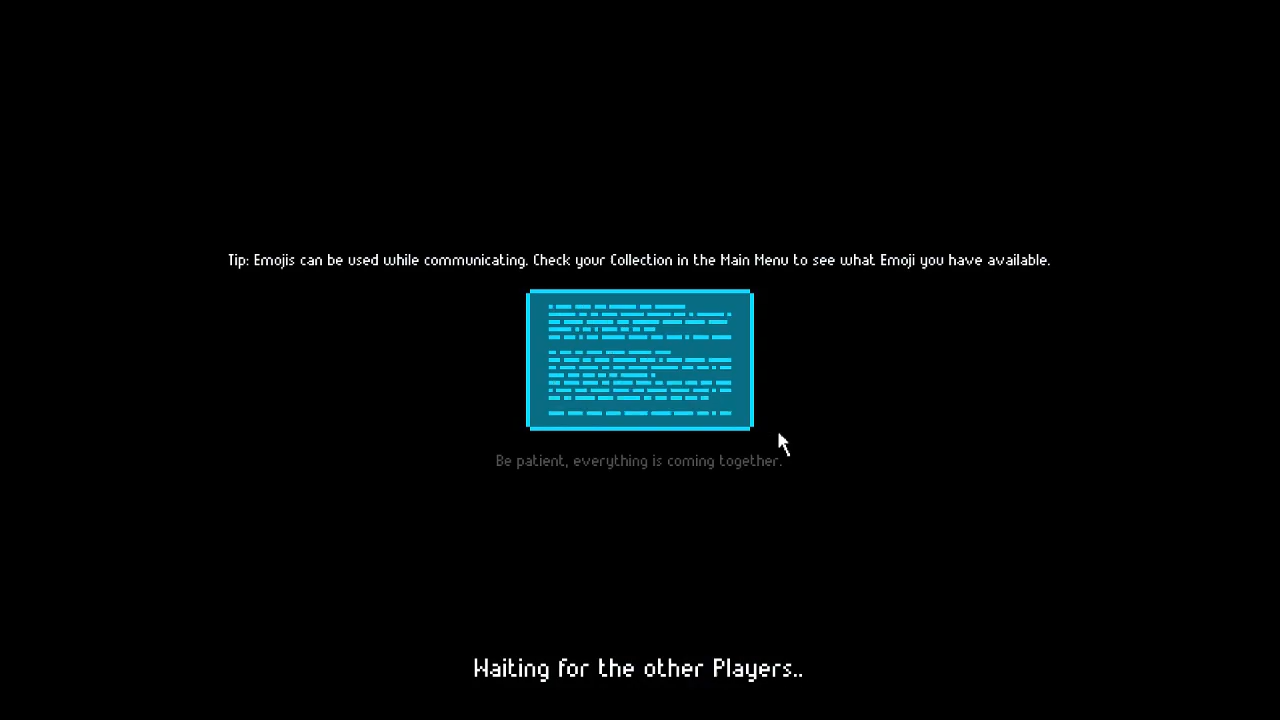 Tip: Emojis can be used while communicating. Check your Collection in the Main Menu to see what Emoji you have available.
Be patient, everything is coming together.
Waiting for the other Players..